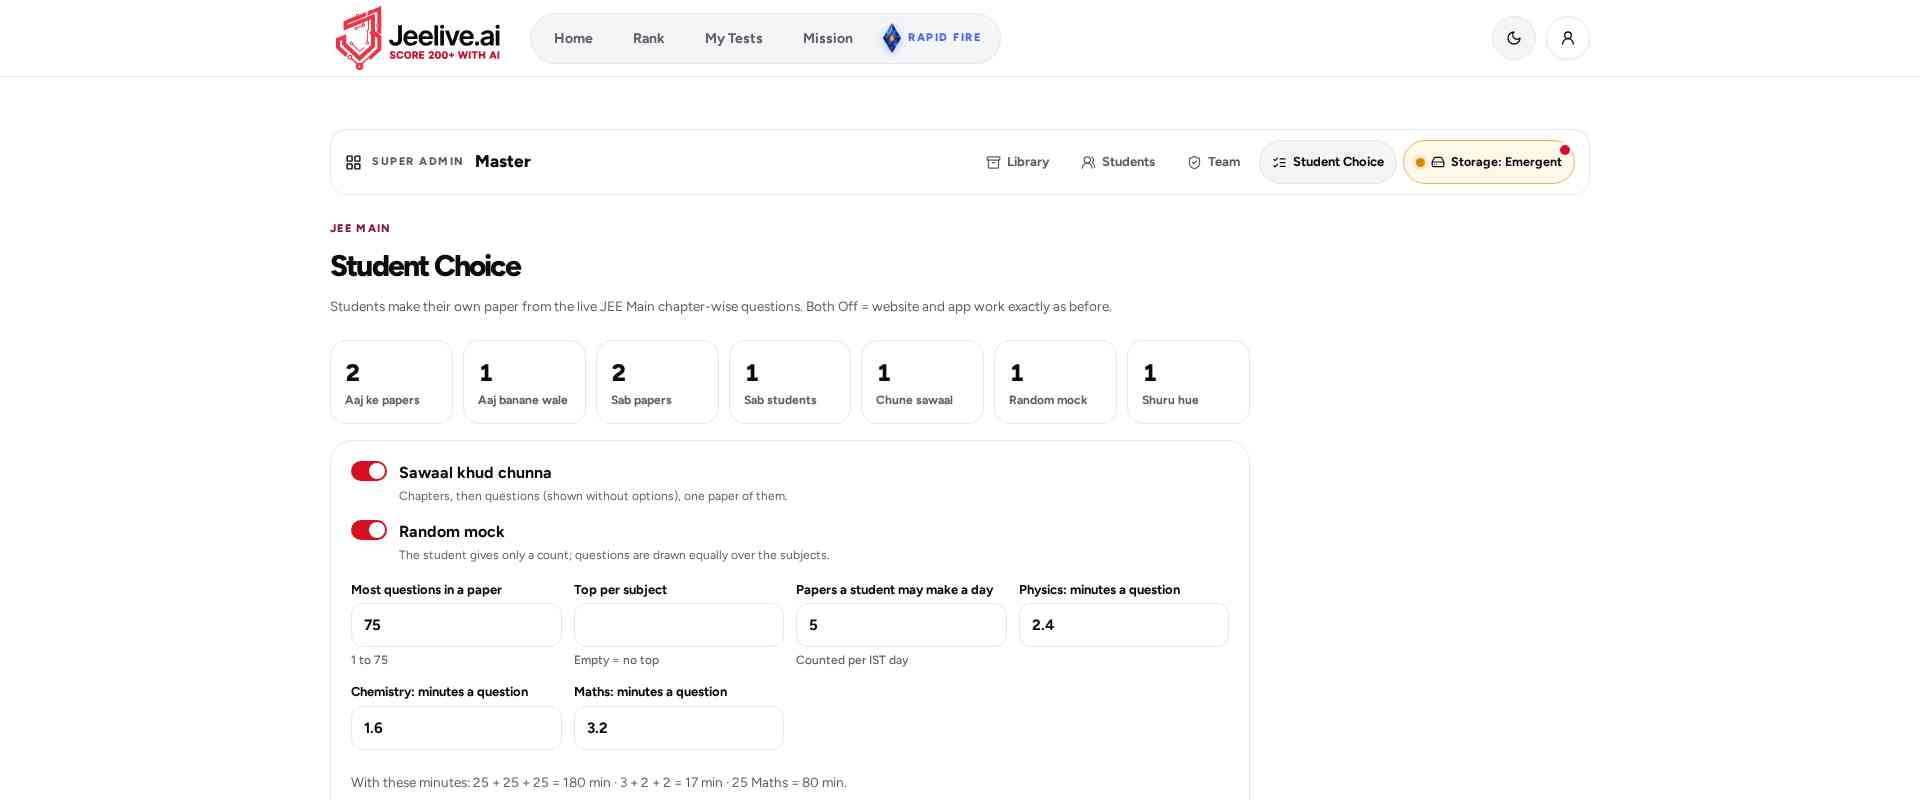 Jeelive.ai
SCORE 200+ WITH AI
Home Rank My Tests Mission RAPID FIRE
SUPER ADMIN Master Library Students Team Student Choice Storage: Emergent
JEE MAIN
Student Choice
Students make their own paper from the live JEE Main chapter-wise questions. Both Off = website and app work exactly as before.
2 1 2 1 1 1 1
Aaj ke papers Aaj banane wale Sab papers Sab students Chune sawaal Random mock Shuru hue
Sawaal khud chunna
Chapters, then questions (shown without options), one paper of them.
Random mock
The student gives only a count; questions are drawn equally over the subjects.
Most questions in a paper Top per subject Papers a student may make a day Physics: minutes a question
75 5 2.4
1 to 75 Empty = no top Counted per IST day
Chemistry: minutes a question Maths: minutes a question
1.6 3.2
With these minutes: 25 + 25 + 25 = 180 min · 3 + 2 + 2 = 17 min · 25 Maths = 80 min.